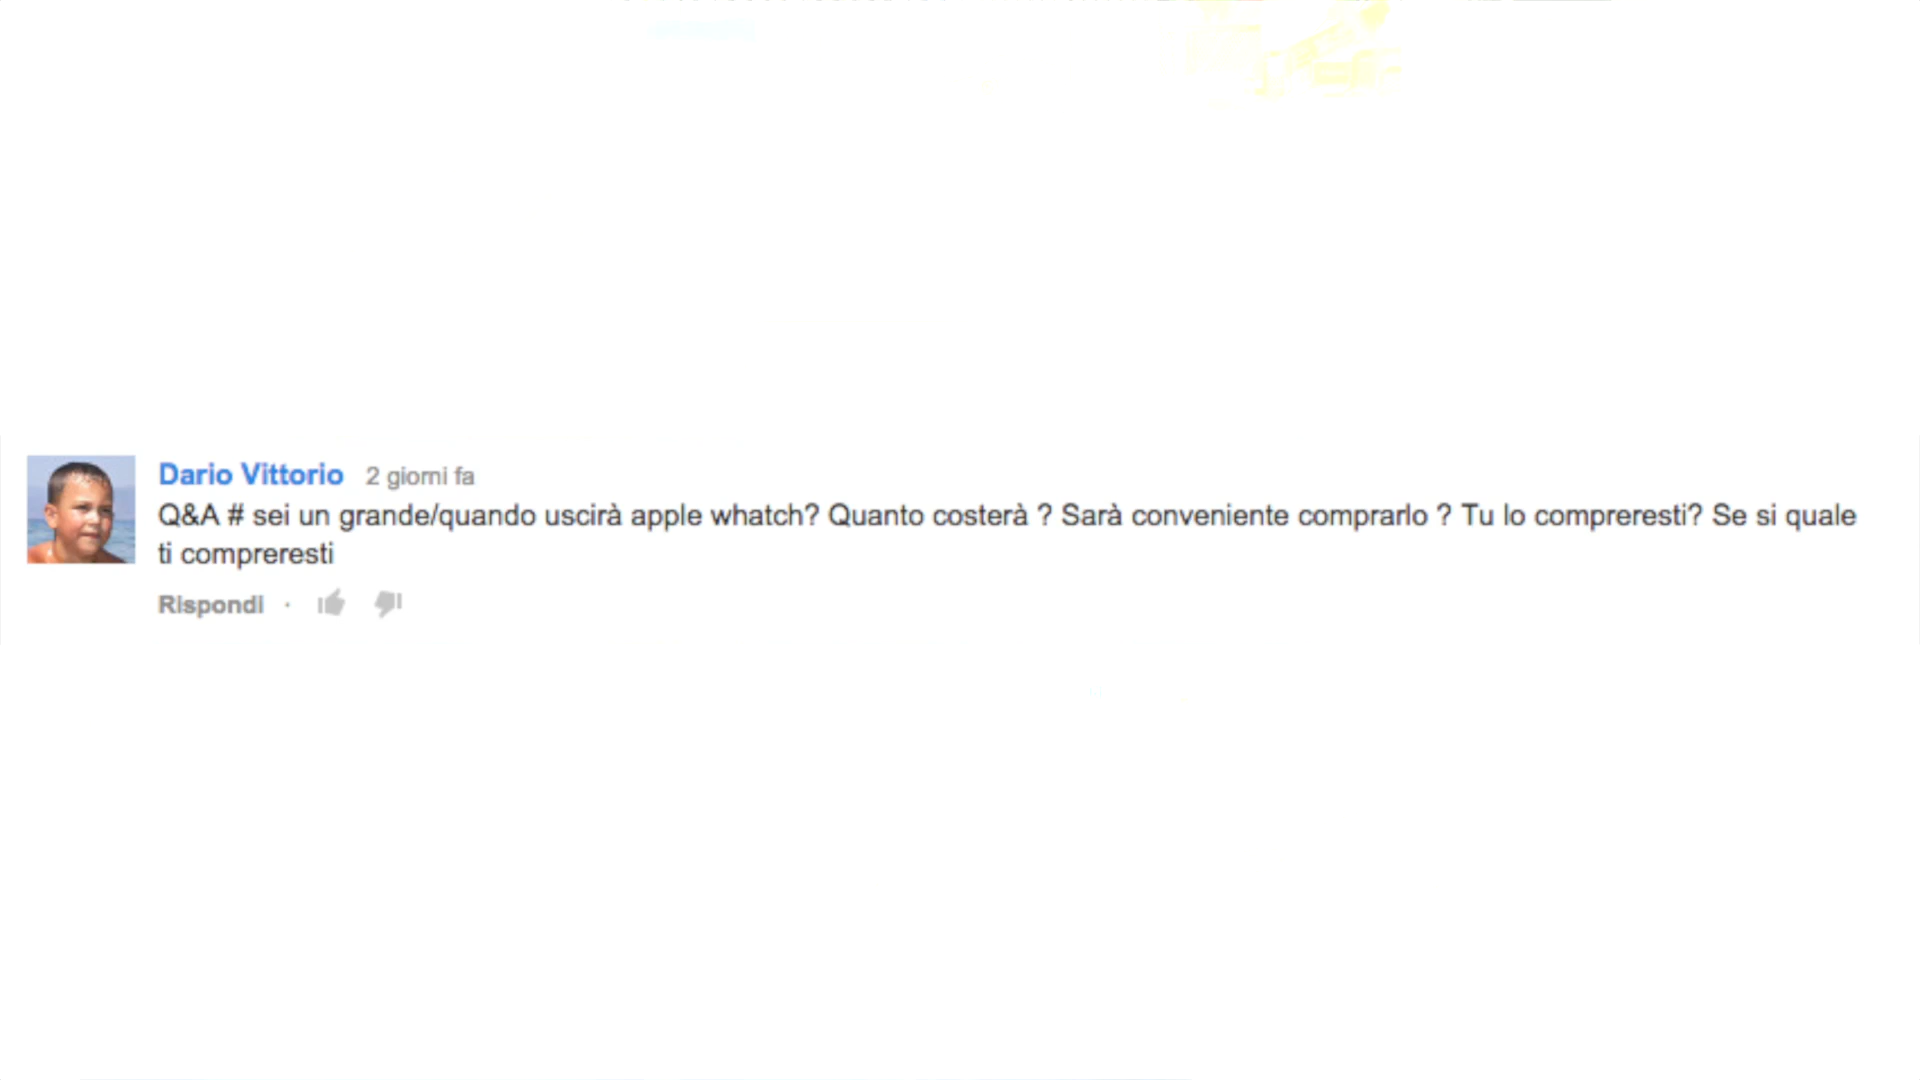 Dario Vittorio 2 giorni fa
Q&A # sei un grande/quando uscirà apple whatch? Quanto costerà ? Sarà conveniente comprarlo ? Tu lo compreresti? Se si quale
ti compreresti
Rispondi ·